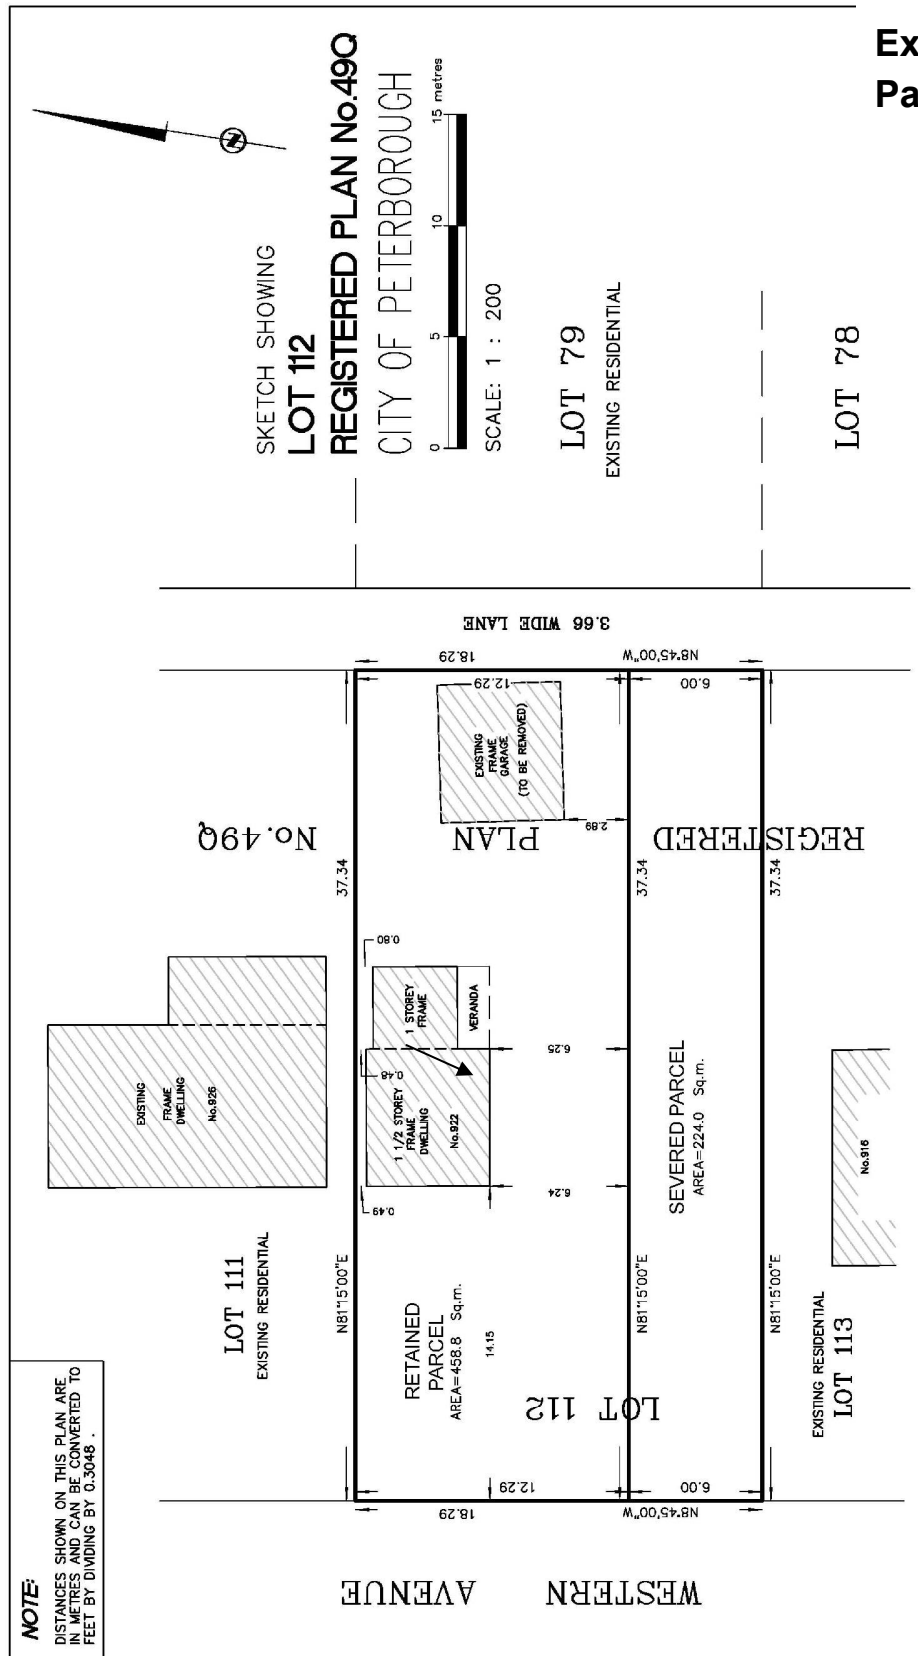 Ex
Pa
SKETCH SHOWING
LOT 112
REGISTERED PLAN No.49Q
CITY OF PETERBOROUGH
0 5 10 15 metres
SCALE: 1 : 200
N
LOT 79
EXISTING RESIDENTIAL
LOT 78
3.66 WIDE LANE
18.29
N8°45'00"W
12.29
6.00
REGISTERED PLAN No.49Q
37.34
37.34
37.34
EXISTING
FRAME
GARAGE
(TO BE REMOVED)
2.89
EXISTING
FRAME
DWELLING
No.926
0.80
1 STOREY
FRAME
VERANDA
0.48
6.25
1 1/2 STOREY
FRAME
DWELLING
No.922
0.49
6.24
SEVERED PARCEL
AREA=224.0 Sq.m.
No.916
LOT 111
EXISTING RESIDENTIAL
N81°15'00"E
N81°15'00"E
N81°15'00"E
RETAINED
PARCEL
AREA=458.8 Sq.m.
14.15
LOT 112
EXISTING RESIDENTIAL
LOT 113
12.29
6.00
18.29
N8°45'00"W
WESTERN AVENUE
NOTE:
DISTANCES SHOWN ON THIS PLAN ARE
IN METRES AND CAN BE CONVERTED TO
FEET BY DIVIDING BY 0.3048 .